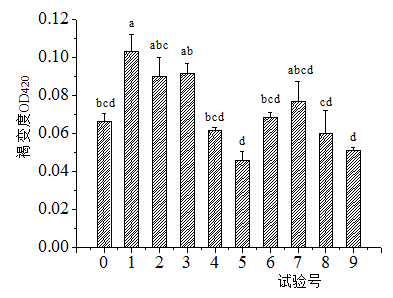 褐变度OD420
0.12
0.10
0.08
0.06
0.04
0.02
0.00
bcd
a
abc
ab
bcd
d
bcd
abcd
cd
d
0 1 2 3 4 5 6 7 8 9
试验号